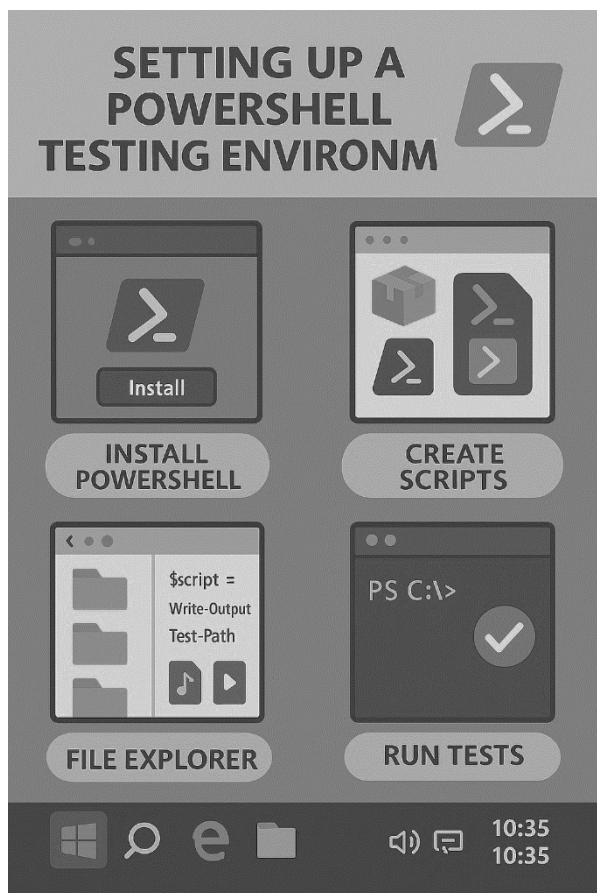 SETTING UP A
POWERSHELL
TESTING ENVIRONM
Install
INSTALL
POWERSHELL
CREATE
SCRIPTS
$script =
Write-Output
Test-Path
FILE EXPLORER
PS C:\>
RUN TESTS
10:35
10:35